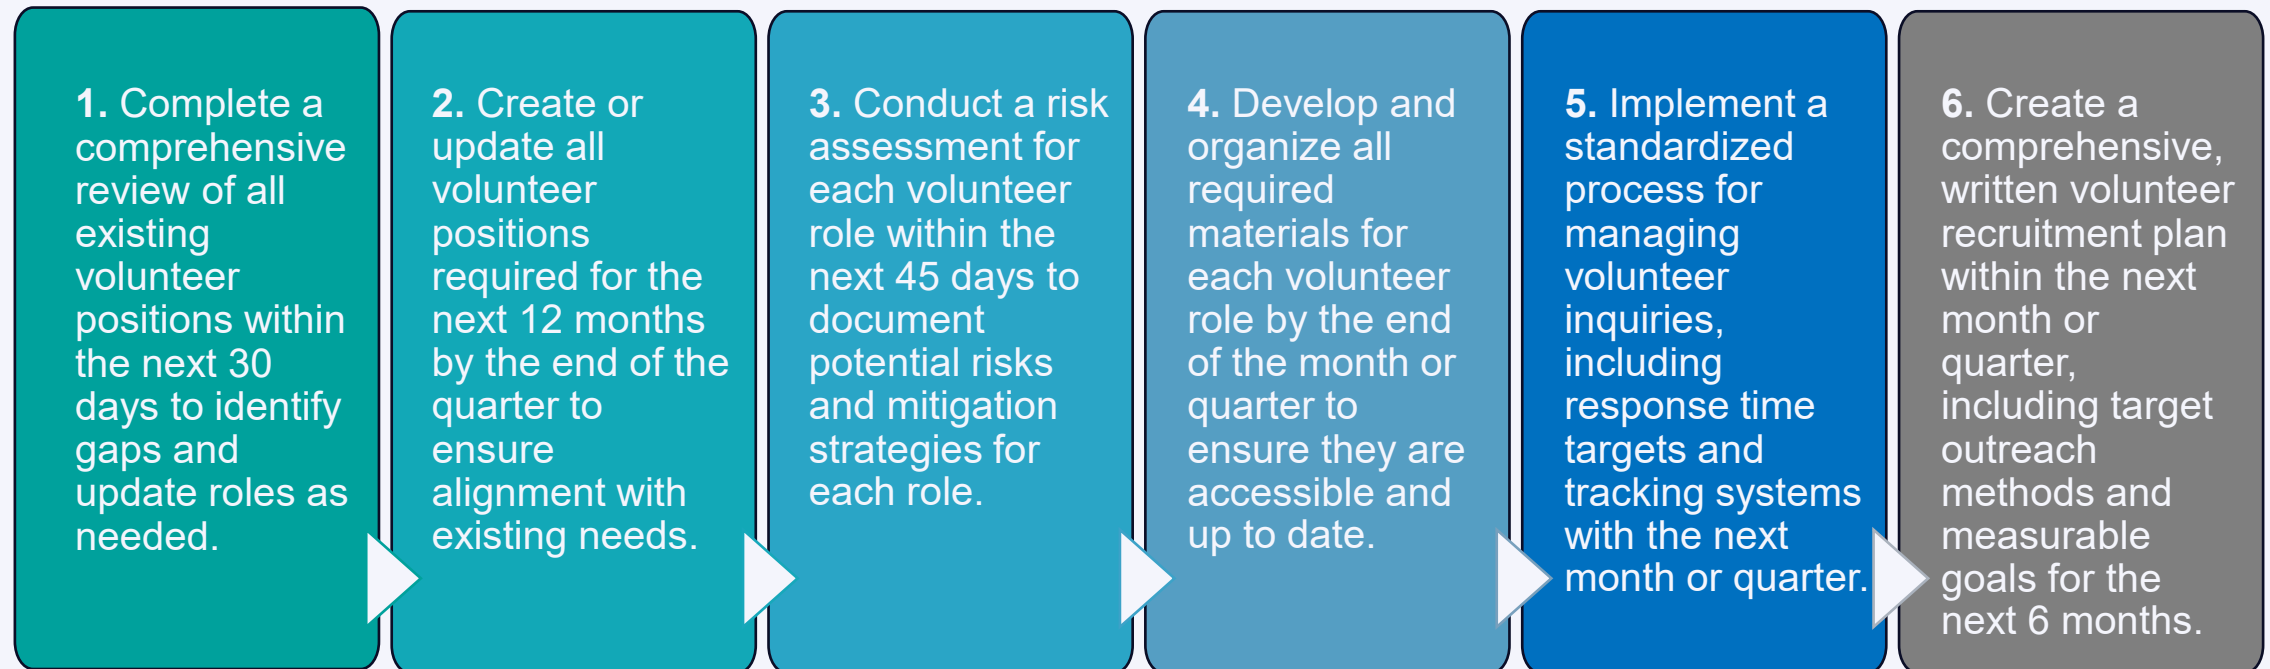 1. Complete a
comprehensive
review of all
existing
volunteer
positions within
the next 30
days to identify
gaps and
update roles as
needed.
2. Create or
update all
volunteer
positions
required for the
next 12 months
by the end of the
quarter to
ensure
alignment with
existing needs.
3. Conduct a risk
assessment for
each volunteer
role within the
next 45 days to
document
potential risks
and mitigation
strategies for
each role.
4. Develop and
organize all
required
materials for
each volunteer
role by the end
of the month or
quarter to
ensure they are
accessible and
up to date.
5. Implement a
standardized
process for
managing
volunteer
inquiries,
including
response time
targets and
tracking systems
with the next
month or quarter.
6. Create a
comprehensive,
written volunteer
recruitment plan
within the next
month or
quarter,
including target
outreach
methods and
measurable
goals for the
next 6 months.